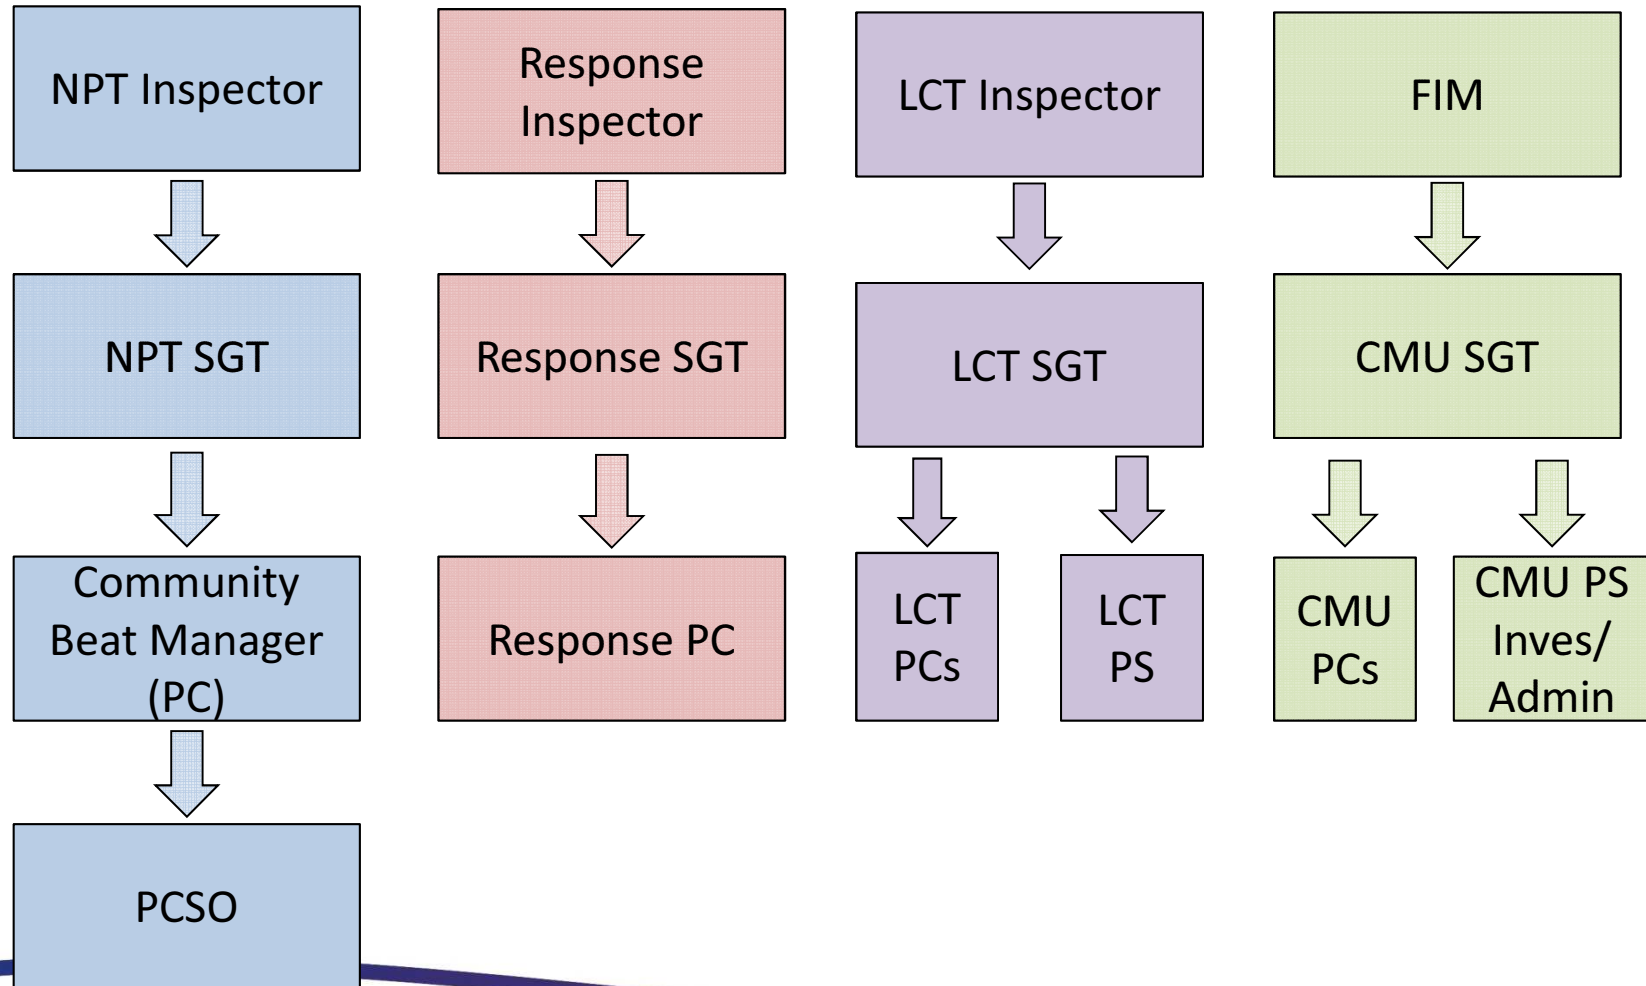 NPT Inspector
Response
Inspector
LCT Inspector
FIM
NPT SGT
Response SGT
LCT SGT
CMU SGT
Community
Beat Manager
(PC)
Response PC
LCT
PCs
LCT
PS
CMU
PCs
CMU PS
Inves/
Admin
PCSO